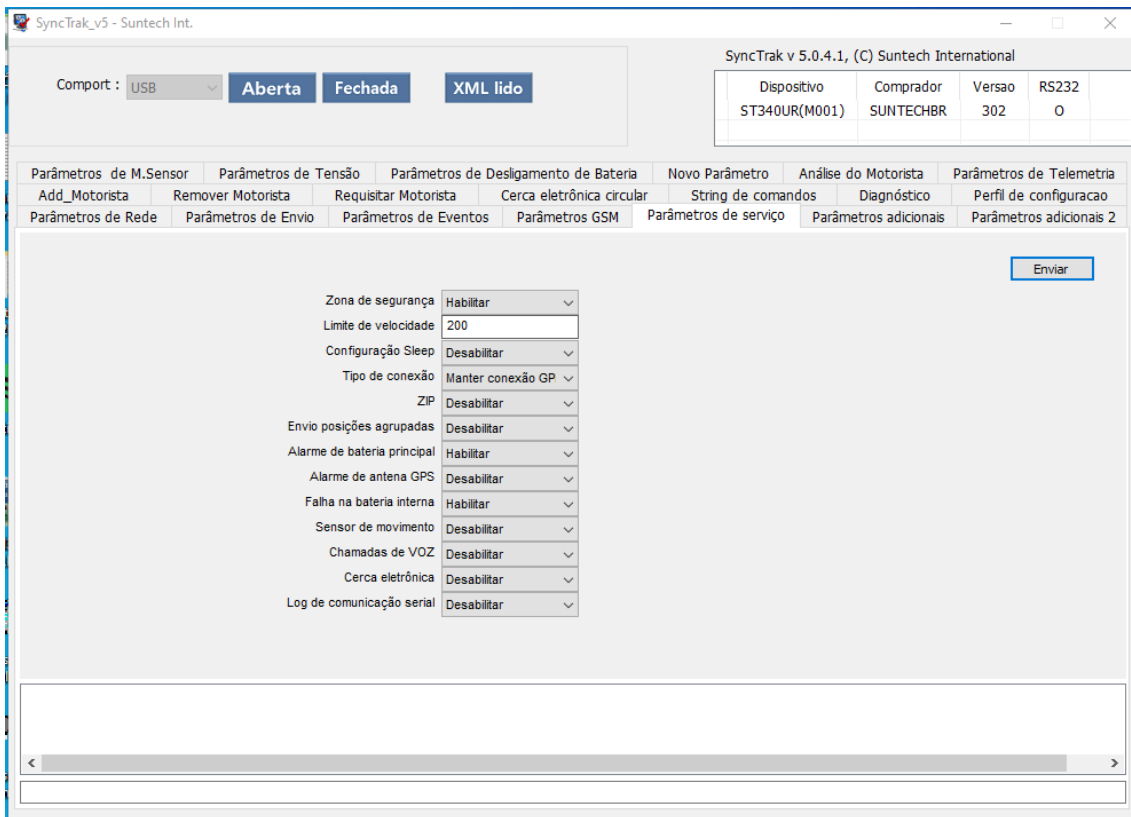 SyncTrak_v5 - Suntech Int.
SyncTrak v 5.0.4.1, (C) Suntech International
Comport : USB Aberta Fechada XML lido
Dispositivo Comprador Versao RS232
ST340UR(M001) SUNTECHBR 302 O
Parâmetros de M.Sensor Parâmetros de Tensão Parâmetros de Desligamento de Bateria Novo Parâmetro Análise do Motorista Parâmetros de Telemetria
Add_Motorista Remover Motorista Requisitar Motorista Cerca eletrônica circular String de comandos Diagnóstico Perfil de configuracao
Parâmetros de Rede Parâmetros de Envio Parâmetros de Eventos Parâmetros GSM Parâmetros de serviço Parâmetros adicionais Parâmetros adicionais 2
Enviar
Zona de segurança Habilitar
Limite de velocidade 200
Configuração Sleep Desabilitar
Tipo de conexão Manter conexão GP
ZIP Desabilitar
Envio posições agrupadas Desabilitar
Alarme de bateria principal Habilitar
Alarme de antena GPS Desabilitar
Falha na bateria interna Habilitar
Sensor de movimento Desabilitar
Chamadas de VOZ Desabilitar
Cerca eletrônica Desabilitar
Log de comunicação serial Desabilitar